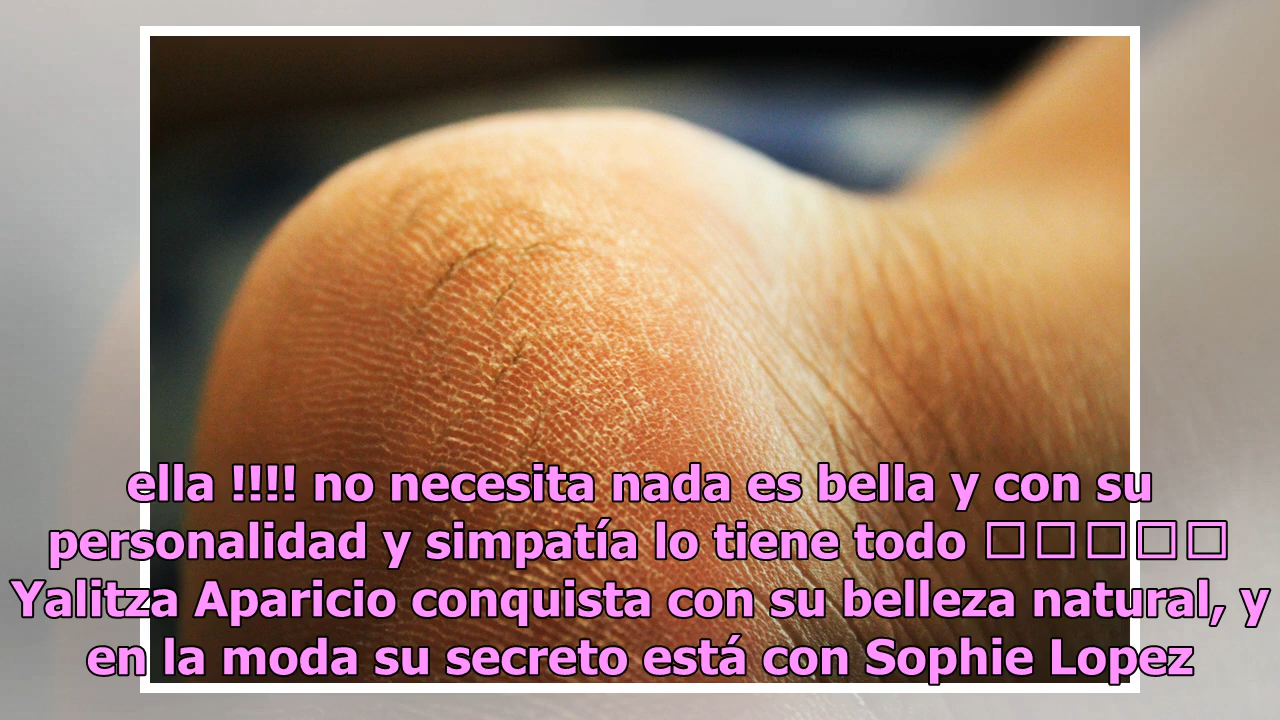 ella !!!! no necesita nada es bella y con su
personalidad y simpatía lo tiene todo □□□□□
Yalitza Aparicio conquista con su belleza natural, y
en la moda su secreto está con Sophie Lopez